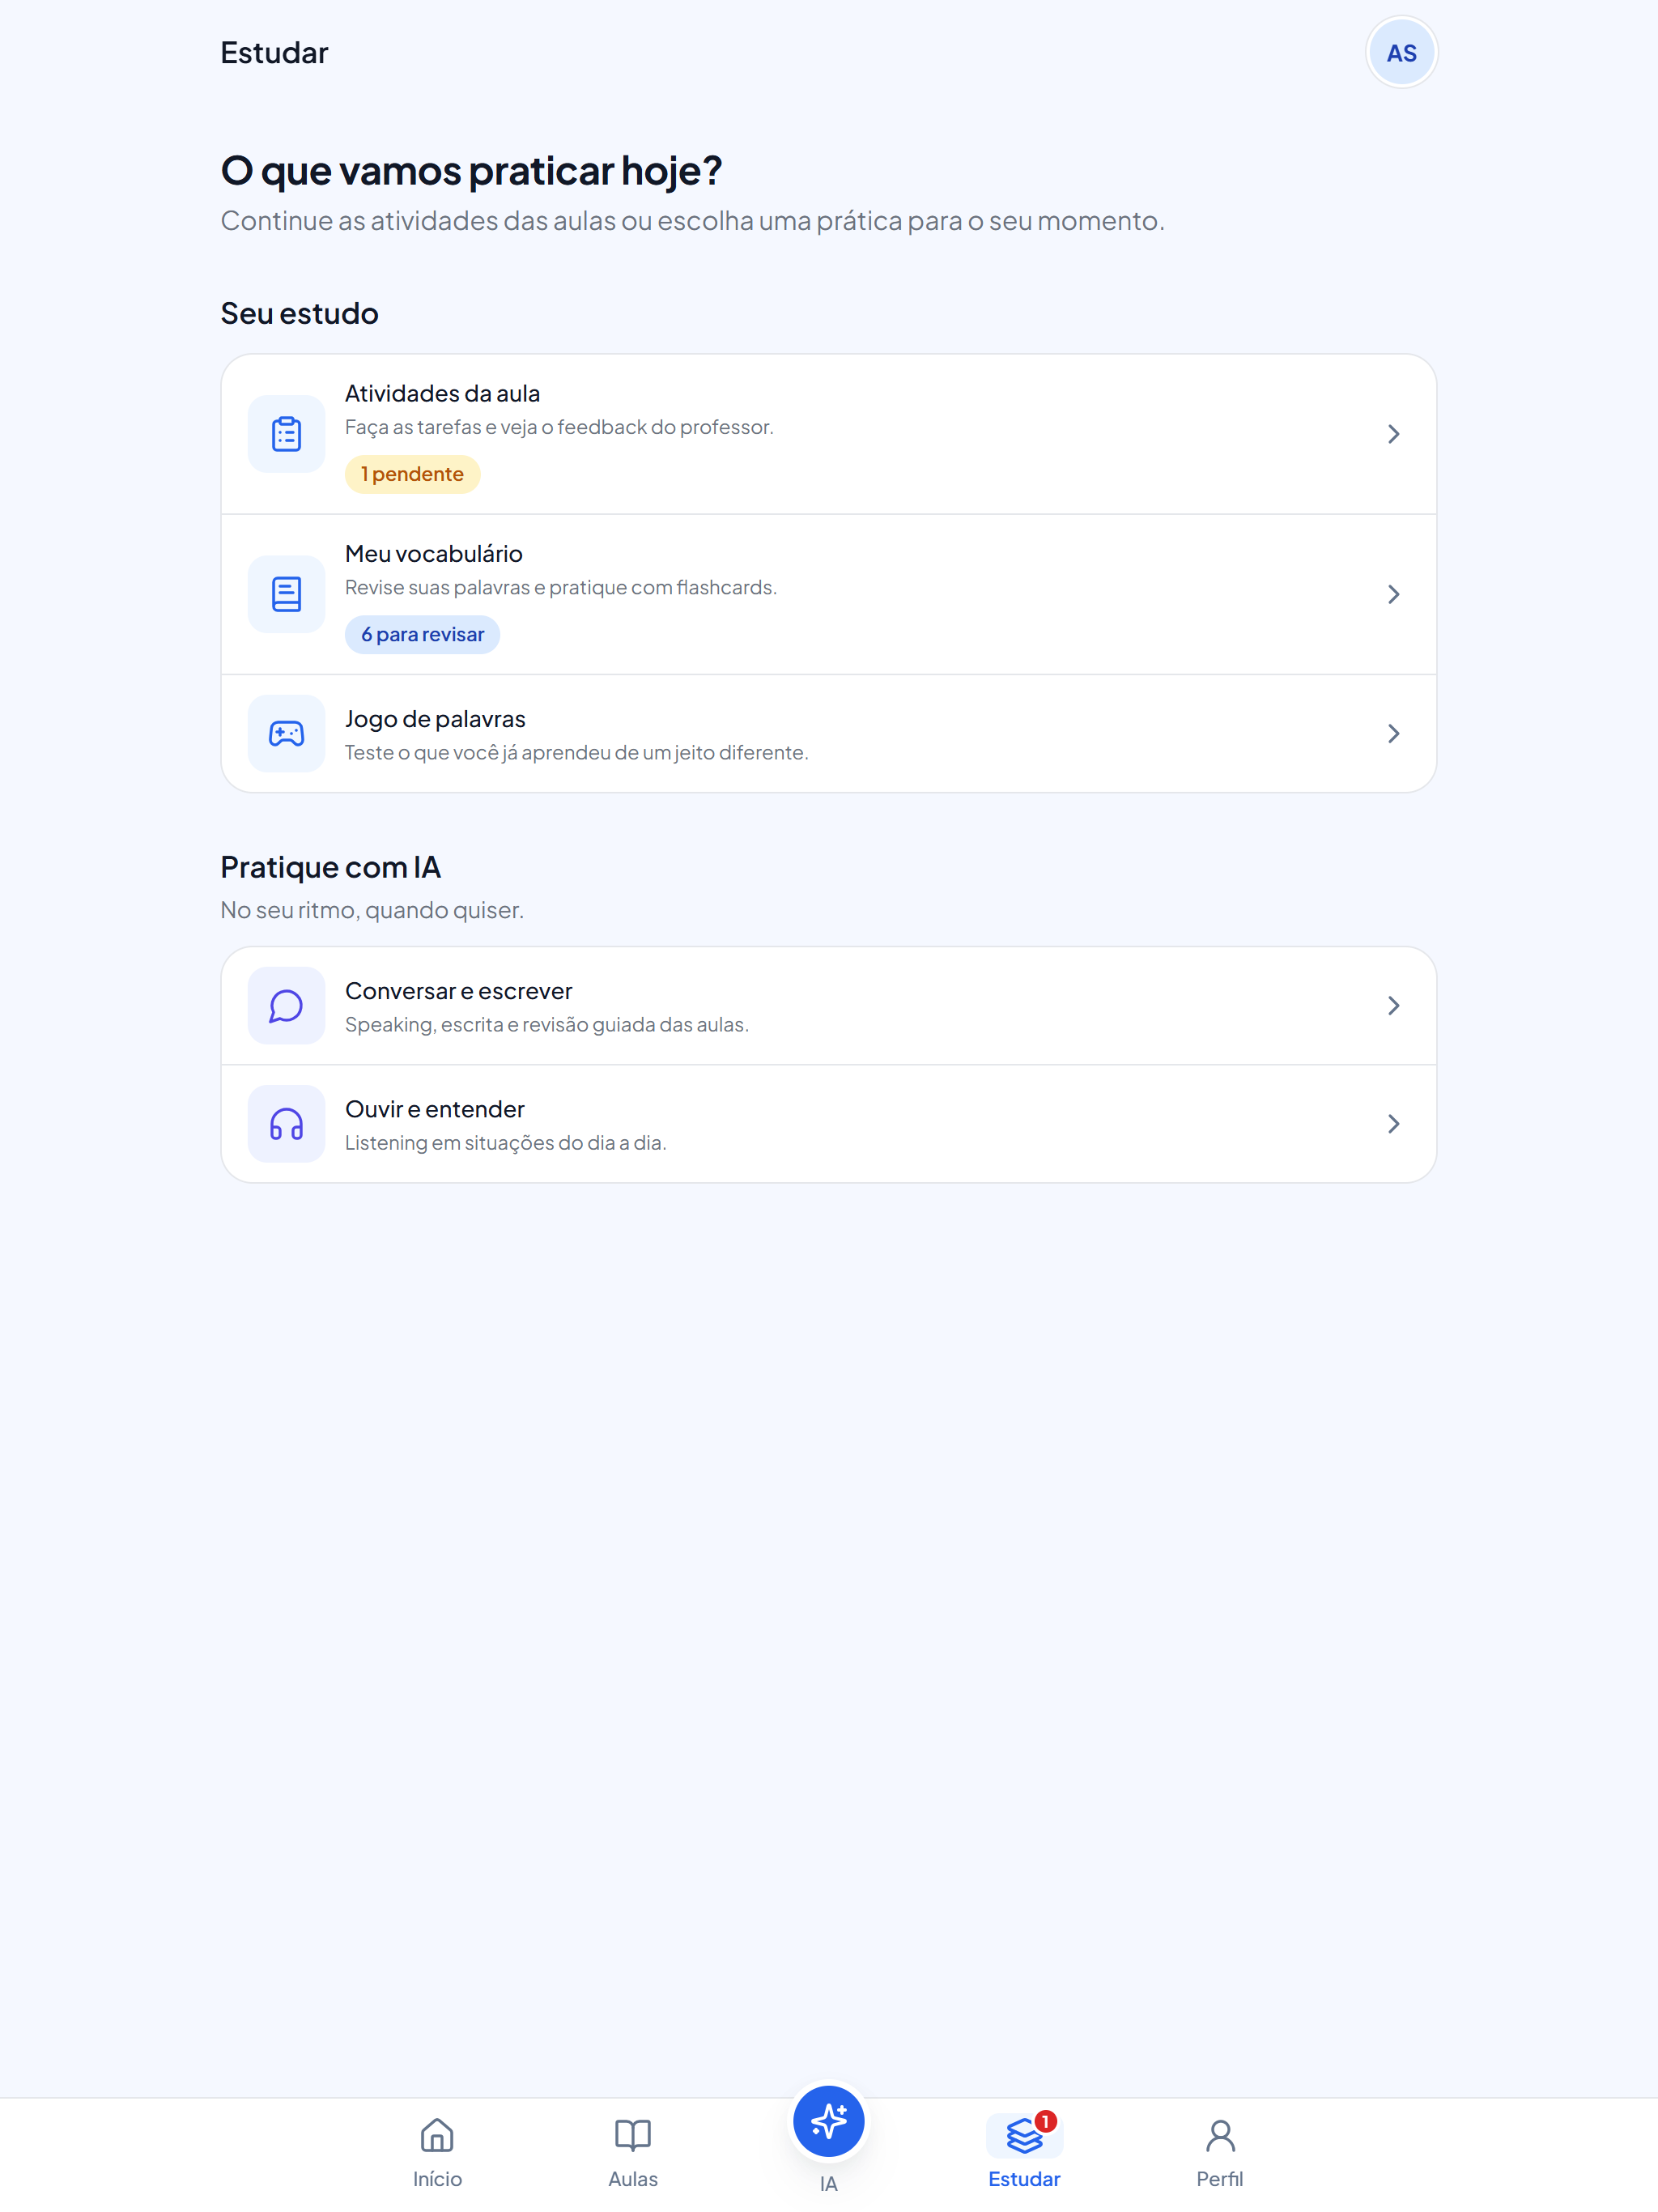 Estudar
AS
O que vamos praticar hoje?
Continue as atividades das aulas ou escolha uma prática para o seu momento.
Seu estudo
Atividades da aula
Faça as tarefas e veja o feedback do professor.
1 pendente
Meu vocabulário
Revise suas palavras e pratique com flashcards.
6 para revisar
Jogo de palavras
Teste o que você já aprendeu de um jeito diferente.
Pratique com IA
No seu ritmo, quando quiser.
Conversar e escrever
Speaking, escrita e revisão guiada das aulas.
Ouvir e entender
Listening em situações do dia a dia.
1
Início
Aulas
IA
Estudar
Perfil